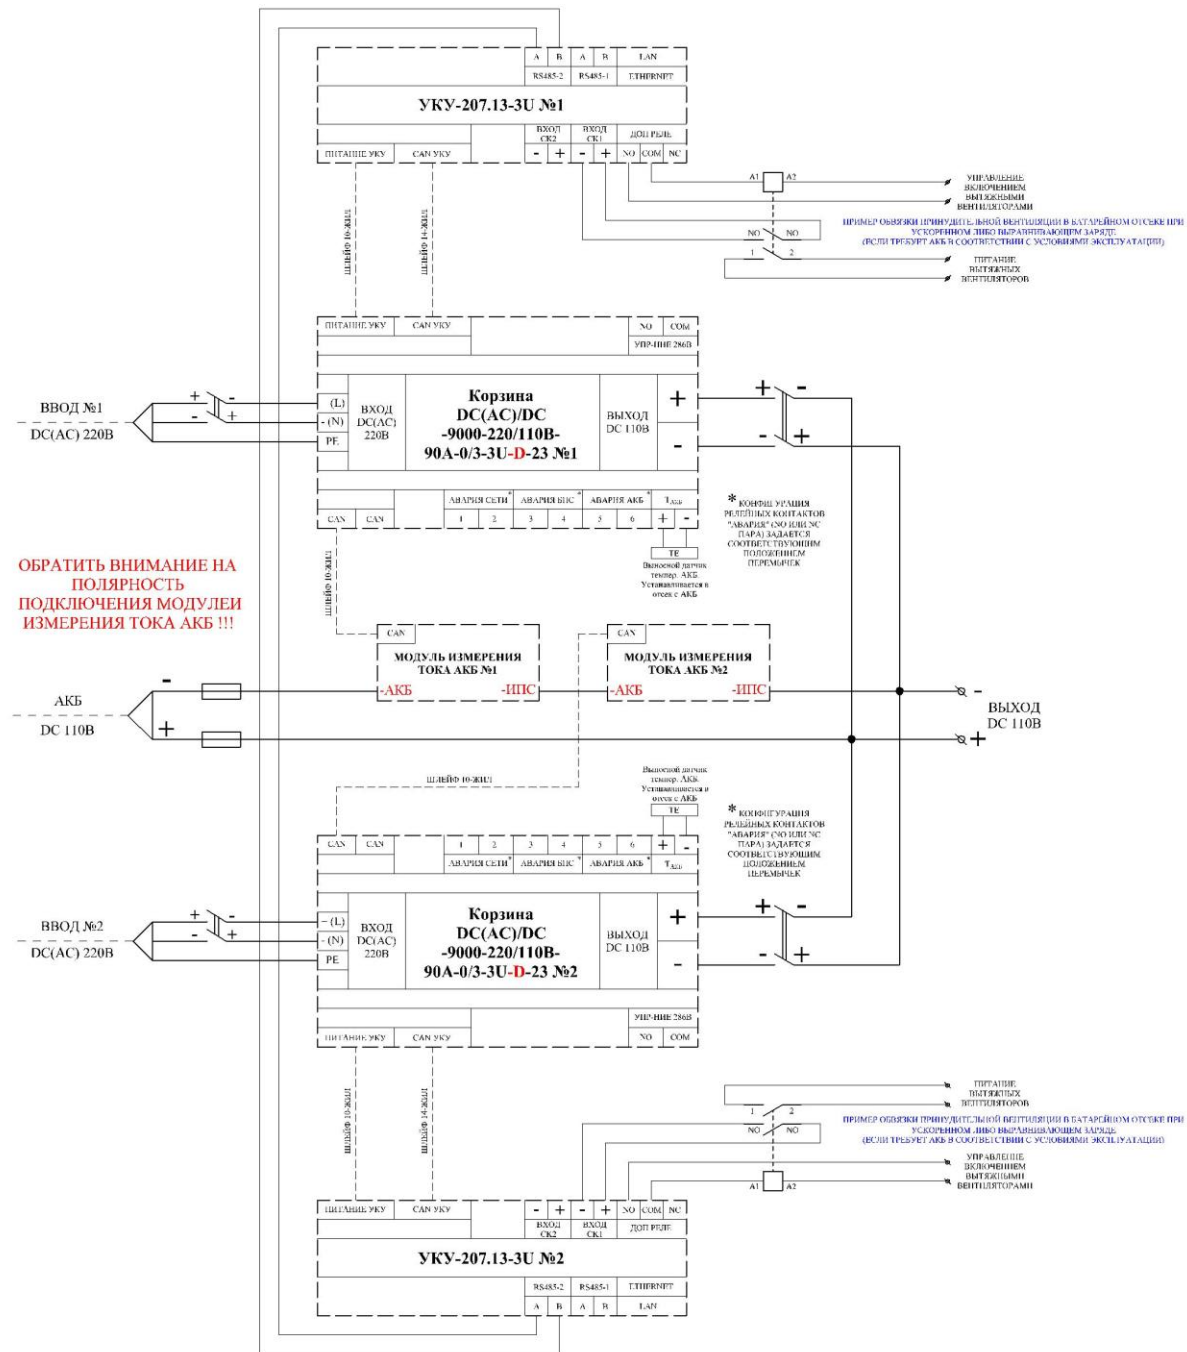 A B A B LAN
RS485-2 RS485-1 ETHERNET
УКУ-207.13-3U №1
ВХОД СК2 ВХОД СК1 ДОП РЕЛЕ
ПИТАНИЕ УКУ CAN УКУ - + - + NO COM NC
ШЛЕЙФ 10-ЖИЛ
ШЛЕЙФ 14-ЖИЛ
A1 A2
УПРАВЛЕНИЕ
ВКЛЮЧЕНИЕМ
ВЫТЯЖНЫМИ
ВЕНТИЛЯТОРАМИ
ПРИМЕР ОБВЯЗКИ ПРИНУДИТЕЛЬНОЙ ВЕНТИЛЯЦИИ В БАТАРЕЙНОМ ОТСЕКЕ ПРИ
УСКОРЕННОМ ЛИБО ВЫРАВНИВАЮЩЕМ ЗАРЯДЕ
(ЕСЛИ ТРЕБУЕТ АКБ В СООТВЕТСТВИИ С УСЛОВИЯМИ ЭКСПЛУАТАЦИИ)
NO NO
1 2
ПИТАНИЕ
ВЫТЯЖНЫХ
ВЕНТИЛЯТОРОВ
ПИТАНИЕ УКУ CAN УКУ NO COM
УПР-НИЕ 286В
ВВОД №1
DC(AC) 220В
+ -
- +
(L)
- (N)
PE
ВХОД
DC(AC)
220В
Корзина
DC(AC)/DC
-9000-220/110В-
90А-0/3-3U-D-23 №1
ВЫХОД
DC 110В
+
-
+ -
- +
АВАРИЯ СЕТИ * АВАРИЯ БПС * АВАРИЯ АКБ * T АКБ
CAN CAN 1 2 3 4 5 6 + -
TE
Выносной датчик
темпер. АКБ.
Устанавливается в
отсек с АКБ
* КОНФИГУРАЦИЯ
РЕЛЕЙНЫХ КОНТАКТОВ
"АВАРИЯ" (NO ИЛИ NC
ПАРА) ЗАДАЕТСЯ
СООТВЕТСТВУЮЩИМ
ПОЛОЖЕНИЕМ
ПЕРЕМЫЧЕК
ШЛЕЙФ 10-ЖИЛ
ОБРАТИТЬ ВНИМАНИЕ НА
ПОЛЯРНОСТЬ
ПОДКЛЮЧЕНИЯ МОДУЛЕЙ
ИЗМЕРЕНИЯ ТОКА АКБ !!!
CAN
МОДУЛЬ ИЗМЕРЕНИЯ
ТОКА АКБ №1
-АКБ -ИПС
CAN
МОДУЛЬ ИЗМЕРЕНИЯ
ТОКА АКБ №2
-АКБ -ИПС
АКБ
DC 110В
-
+
-
ВЫХОД
DC 110В
+
ШЛЕЙФ 10-ЖИЛ
Выносной датчик
темпер. АКБ.
Устанавливается в
отсек с АКБ
TE
* КОНФИГУРАЦИЯ
РЕЛЕЙНЫХ КОНТАКТОВ
"АВАРИЯ" (NO ИЛИ NC
ПАРА) ЗАДАЕТСЯ
СООТВЕТСТВУЮЩИМ
ПОЛОЖЕНИЕМ
ПЕРЕМЫЧЕК
CAN CAN 1 2 3 4 5 6 + -
АВАРИЯ СЕТИ * АВАРИЯ БПС * АВАРИЯ АКБ * T АКБ
ВВОД №2
DC(AC) 220В
+ -
- +
~ (L)
- (N)
PE
ВХОД
DC(AC)
220В
Корзина
DC(AC)/DC
-9000-220/110В-
90А-0/3-3U-D-23 №2
ВЫХОД
DC 110В
+
-
+ -
- +
УПР-НИЕ 286В
ПИТАНИЕ УКУ CAN УКУ NO COM
ШЛЕЙФ 10-ЖИЛ
ШЛЕЙФ 14-ЖИЛ
ПИТАНИЕ
ВЫТЯЖНЫХ
ВЕНТИЛЯТОРОВ
1 2
NO NO
ПРИМЕР ОБВЯЗКИ ПРИНУДИТЕЛЬНОЙ ВЕНТИЛЯЦИИ В БАТАРЕЙНОМ ОТСЕКЕ ПРИ
УСКОРЕННОМ ЛИБО ВЫРАВНИВАЮЩЕМ ЗАРЯДЕ
(ЕСЛИ ТРЕБУЕТ АКБ В СООТВЕТСТВИИ С УСЛОВИЯМИ ЭКСПЛУАТАЦИИ)
УПРАВЛЕНИЕ
ВКЛЮЧЕНИЕМ
ВЫТЯЖНЫМИ
ВЕНТИЛЯТОРАМИ
A1 A2
ПИТАНИЕ УКУ CAN УКУ - + - + NO COM NC
ВХОД СК2 ВХОД СК1 ДОП РЕЛЕ
УКУ-207.13-3U №2
RS485-2 RS485-1 ETHERNET
A B A B LAN